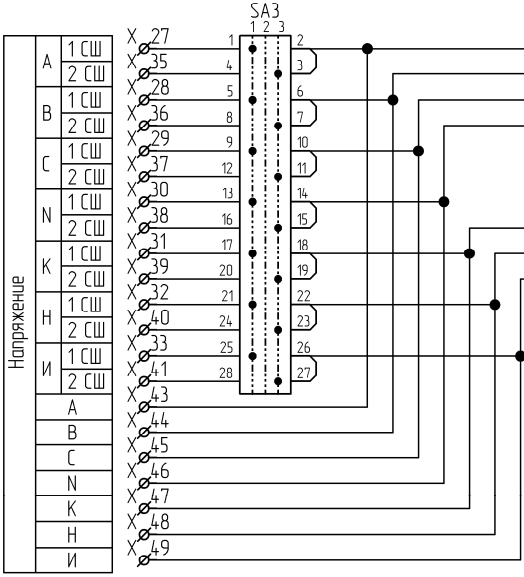 SA3
1 2 3
Напряжение
A 1 СШ X 27 1 2
2 СШ X 35 4 3
B 1 СШ X 28 5 6
2 СШ X 36 8 7
C 1 СШ X 29 9 10
2 СШ X 37 12 11
N 1 СШ X 30 13 14
2 СШ X 38 16 15
К 1 СШ X 31 17 18
2 СШ X 39 20 19
Н 1 СШ X 32 21 22
2 СШ X 40 24 23
И 1 СШ X 33 25 26
2 СШ X 41 28 27
A X 43
B X 44
C X 45
N X 46
К X 47
Н X 48
И X 49